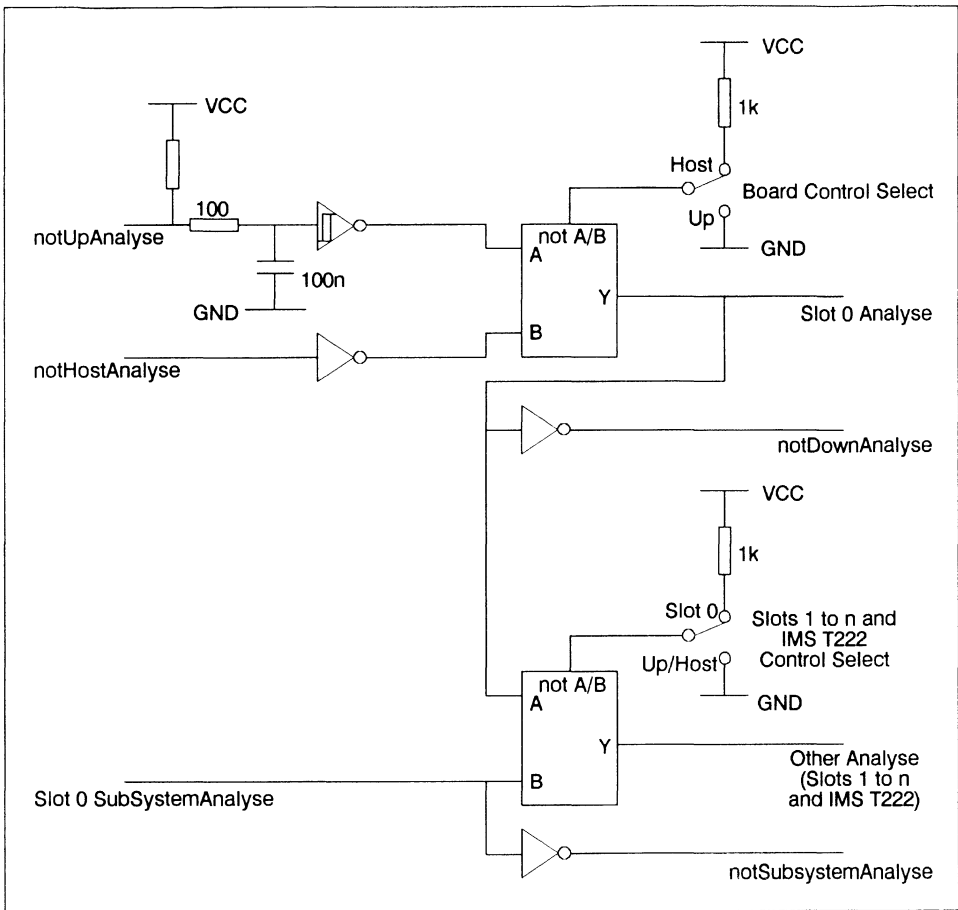 VCC
VCC
1k
Host
Board Control Select
100
Up
notUpAnalyse
not A/B
A
GND
100n
Y
GND
Slot 0 Analyse
B
notHostAnalyse
notDownAnalyse
VCC
1k
Slot 0
Slots 1 to n and
IMS T222
Up/Host
Control Select
not A/B
A
GND
Y
Other Analyse
(Slots 1 to n
and IMS T222)
B
Slot 0 SubSystemAnalyse
notSubsystemAnalyse